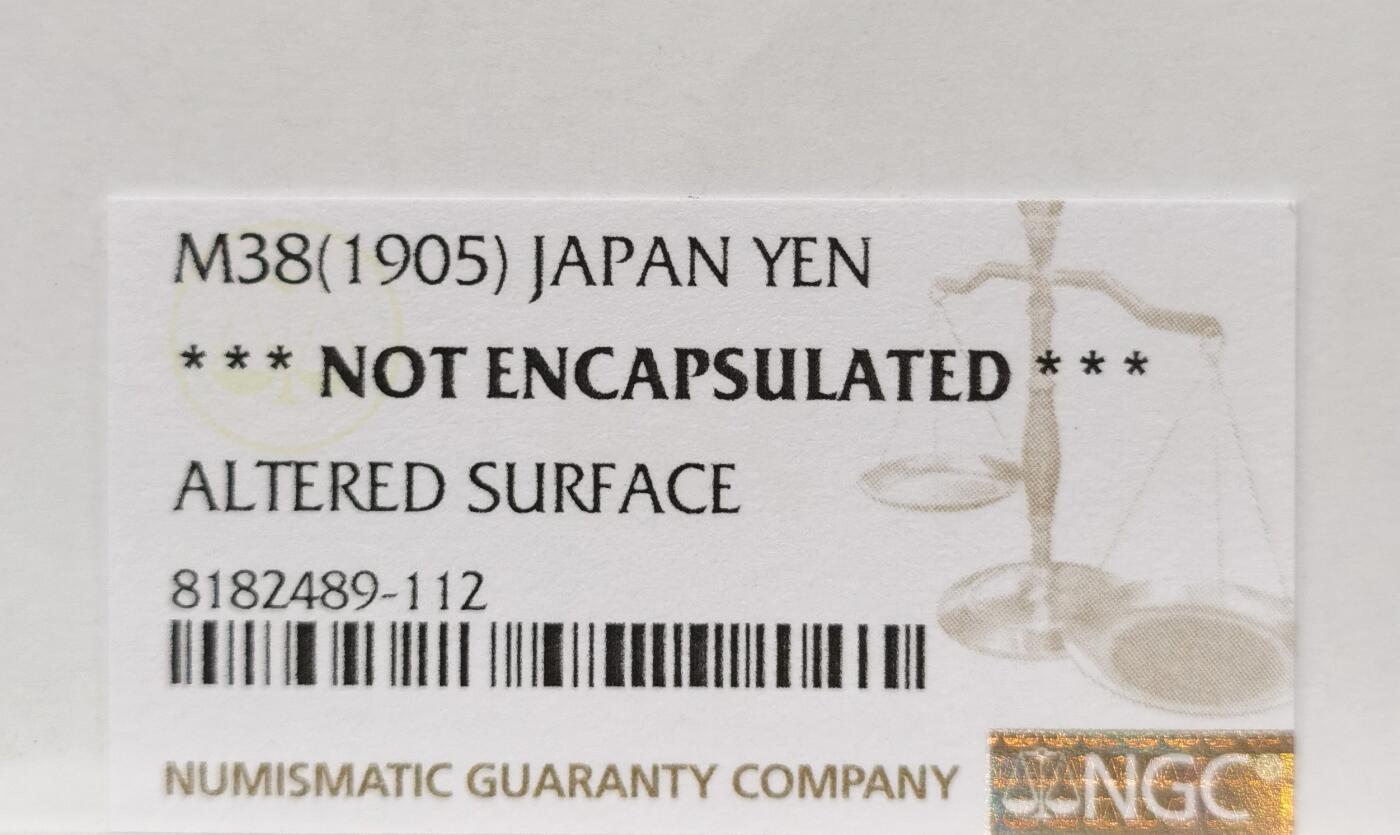 M38(1905) JAPAN YEN
*** NOT ENCAPSULATED ***
ALTERED SURFACE
8182489-112
NUMISMATIC GUARANTY COMPANY
NGC